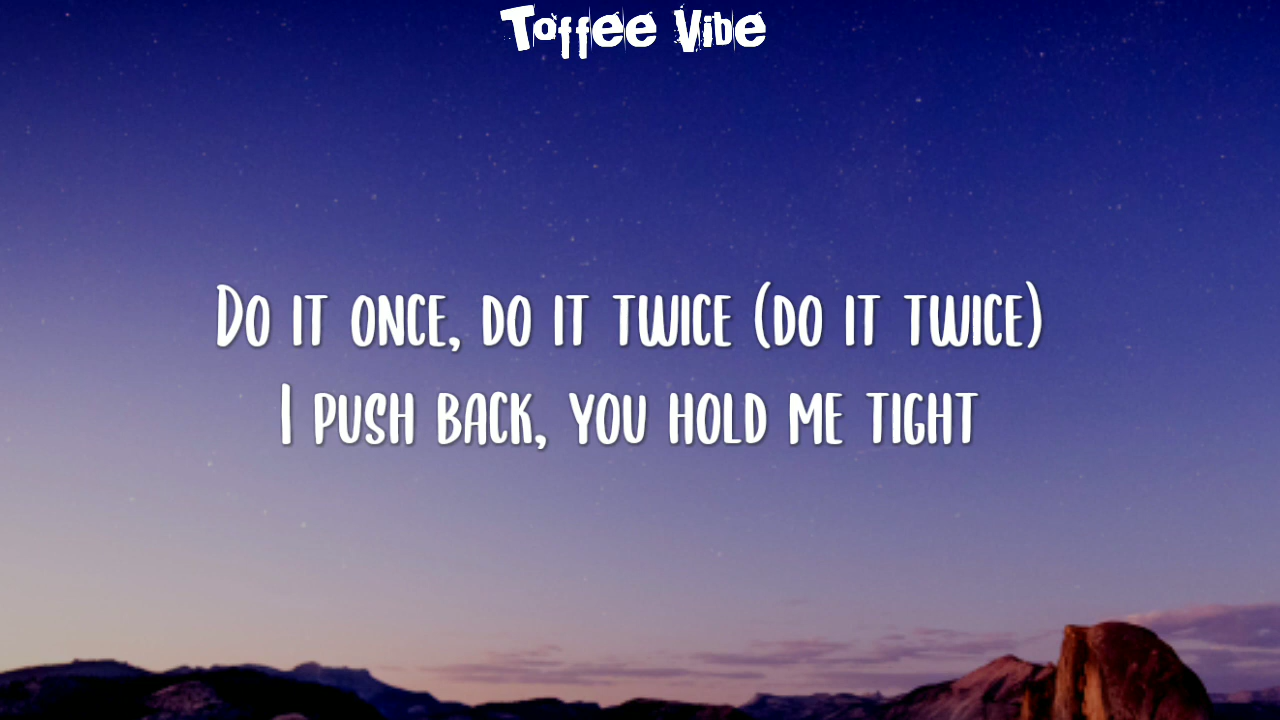 Toffee Vibe
Do it once, do it twice (do it twice)
I push back, you hold me tight